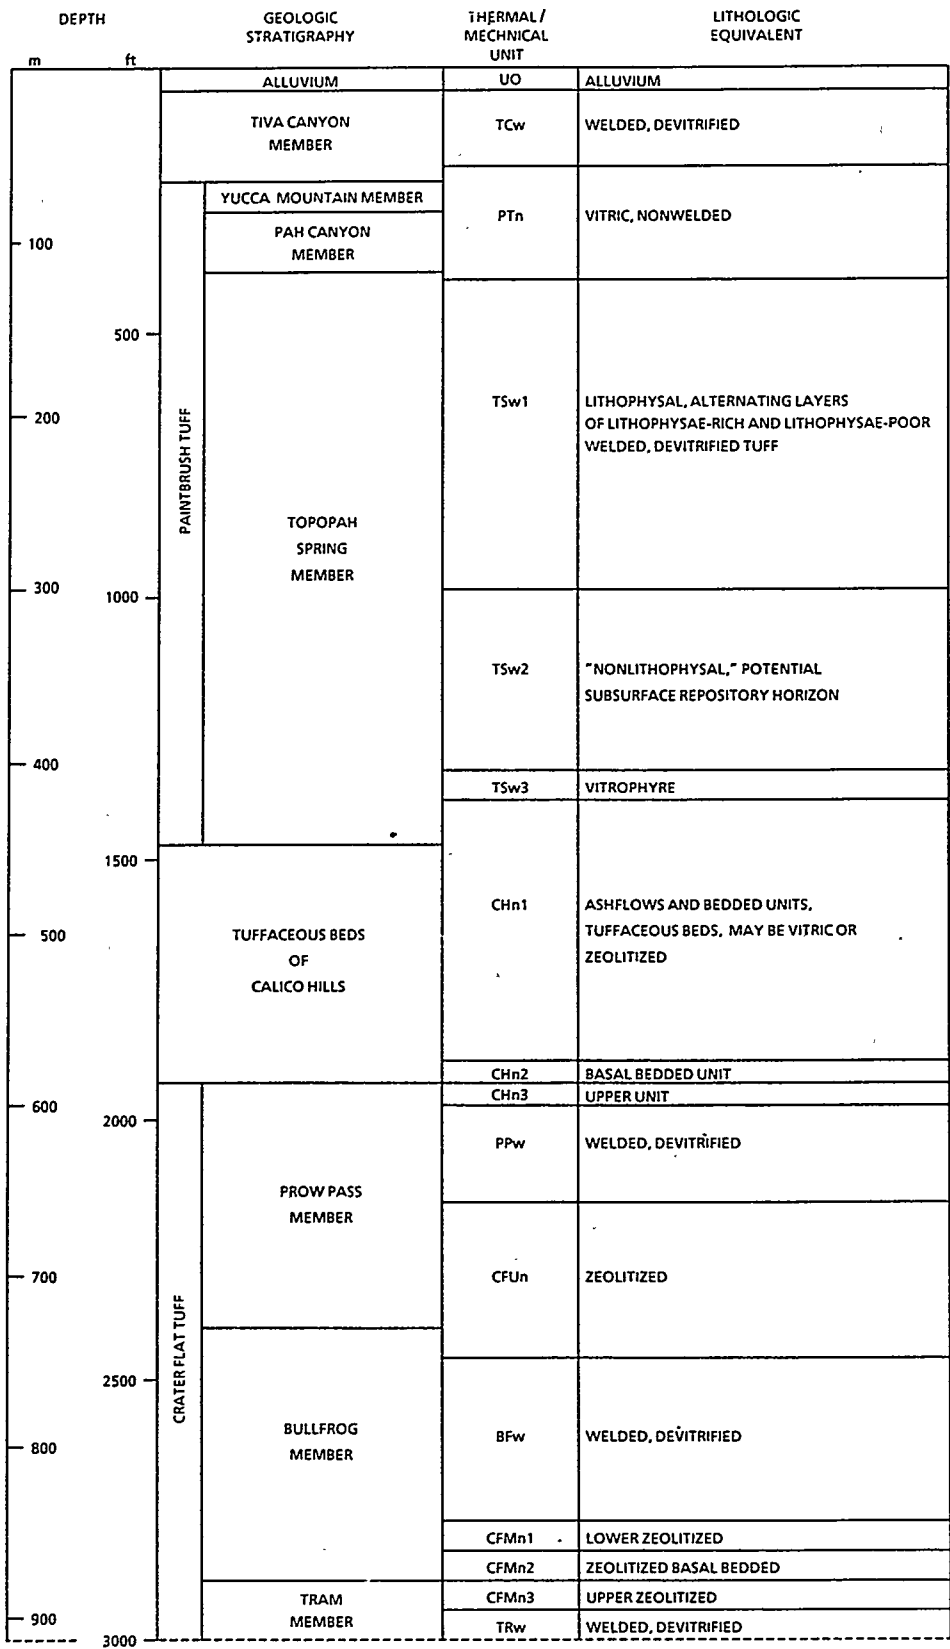 DEPTH
m ft
GEOLOGIC
STRATIGRAPHY
THERMAL /
MECHNICAL
UNIT
LITHOLOGIC
EQUIVALENT
ALLUVIUM UO ALLUVIUM
TIVA CANYON
MEMBER
TCw WELDED, DEVITRIFIED
YUCCA MOUNTAIN MEMBER
PTn VITRIC, NONWELDED
PAH CANYON
MEMBER
100
500
TSw1 LITHOPHYSAL, ALTERNATING LAYERS
OF LITHOPHYSAE-RICH AND LITHOPHYSAE-POOR
WELDED, DEVITRIFIED TUFF
200
PAINTBRUSH TUFF
TOPOPAH
SPRING
MEMBER
300
1000
TSw2 "NONLITHOPHYSAL," POTENTIAL
SUBSURFACE REPOSITORY HORIZON
400
TSw3 VITROPHYRE
1500
CHn1 ASHFLOWS AND BEDDED UNITS,
TUFFACEOUS BEDS, MAY BE VITRIC OR
ZEOLITIZED
500
TUFFACEOUS BEDS
OF
CALICO HILLS
CHn2 BASAL BEDDED UNIT
CHn3 UPPER UNIT
600
2000
PPw WELDED, DEVITRIFIED
PROW PASS
MEMBER
700
CFUn ZEOLITIZED
CRATER FLAT TUFF
2500
BULLFROG
MEMBER
BFw WELDED, DEVITRIFIED
800
CFMn1 LOWER ZEOLITIZED
CFMn2 ZEOLITIZED BASAL BEDDED
TRAM
MEMBER
CFMn3 UPPER ZEOLITIZED
900
TRw WELDED, DEVITRIFIED
3000